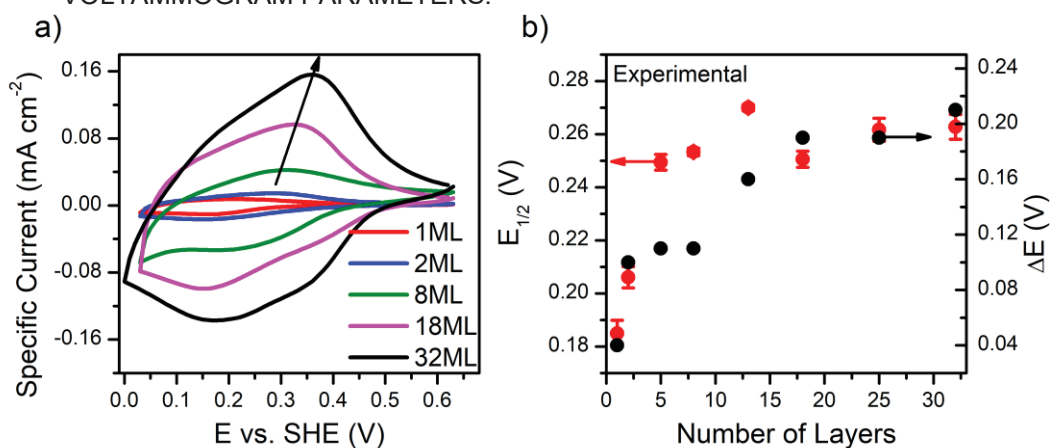 VOLTAMMOGRAM PARAMETERS.
a)
Specific Current (mA cm-2)
0.16
0.08
0.00
-0.08
-0.16
1ML
2ML
8ML
18ML
32ML
0.0 0.1 0.2 0.3 0.4 0.5 0.6
E vs. SHE (V)
b)
Experimental
E1/2 (V)
0.28
0.26
0.24
0.22
0.20
0.18
0.24
0.20
0.16
0.12
0.08
0.04
ΔE (V)
0 5 10 15 20 25 30
Number of Layers